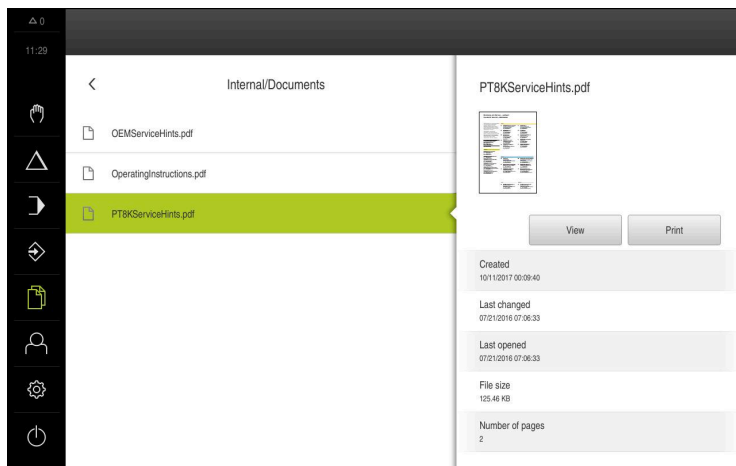 0
11:29
Internal/Documents
OEMServiceHints.pdf
OperatingInstructions.pdf
PT8KServiceHints.pdf
PT8KServiceHints.pdf
View
Print
Created
10/11/2017 00:09:40
Last changed
07/21/2016 07:06:33
Last opened
07/21/2016 07:06:33
File size
125.46 KB
Number of pages
2